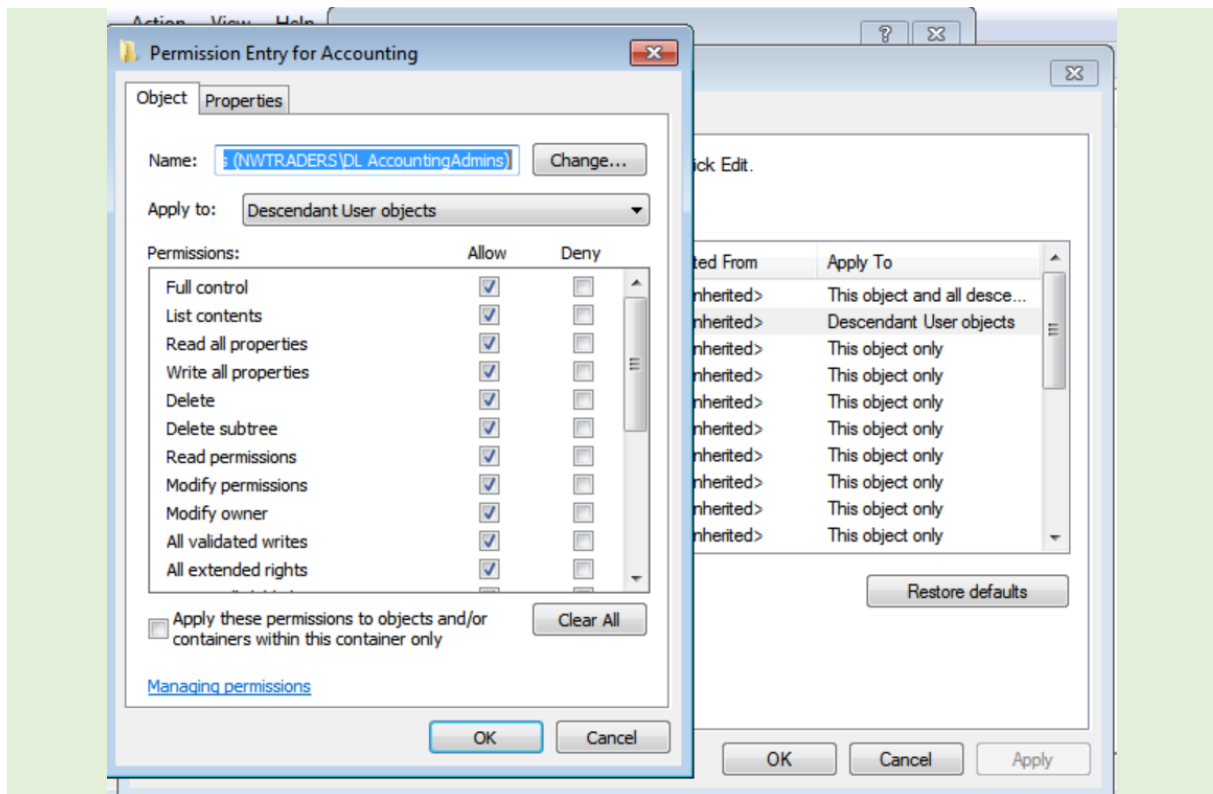 Action View Help
Permission Entry for Accounting
Object Properties
Name: s (NWTRADERS\DL AccountingAdmins) Change...
Apply to: Descendant User objects
Permissions: Allow Deny
Full control
List contents
Read all properties
Write all properties
Delete
Delete subtree
Read permissions
Modify permissions
Modify owner
All validated writes
All extended rights
Apply these permissions to objects and/or
containers within this container only
Clear All
Managing permissions
OK Cancel
ick Edit.
ted From Apply To
nherited> This object and all desce...
nherited> Descendant User objects
nherited> This object only
nherited> This object only
nherited> This object only
nherited> This object only
nherited> This object only
nherited> This object only
nherited> This object only
nherited> This object only
Restore defaults
OK Cancel Apply